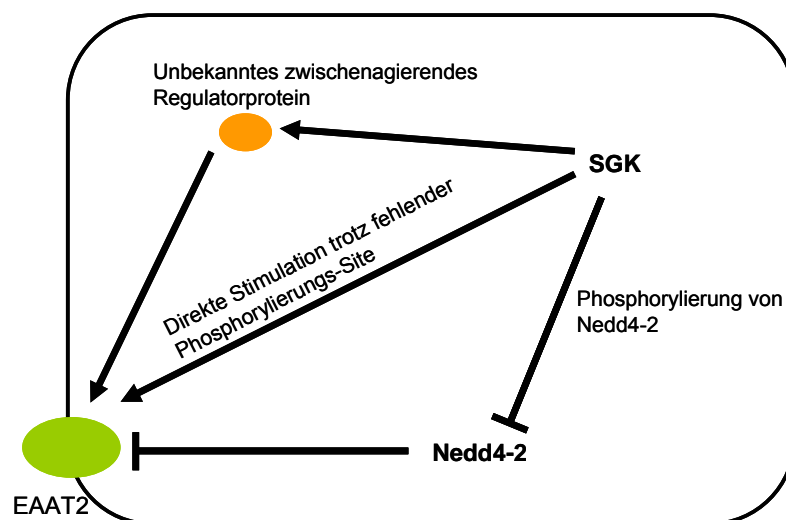 Unbekanntes zwischenagierendes
Regulatorprotein
SGK
Direkte Stimulation trotz fehlender
Phosphorylierungs-Site
Phosphorylierung von
Nedd4-2
Nedd4-2
EAAT2